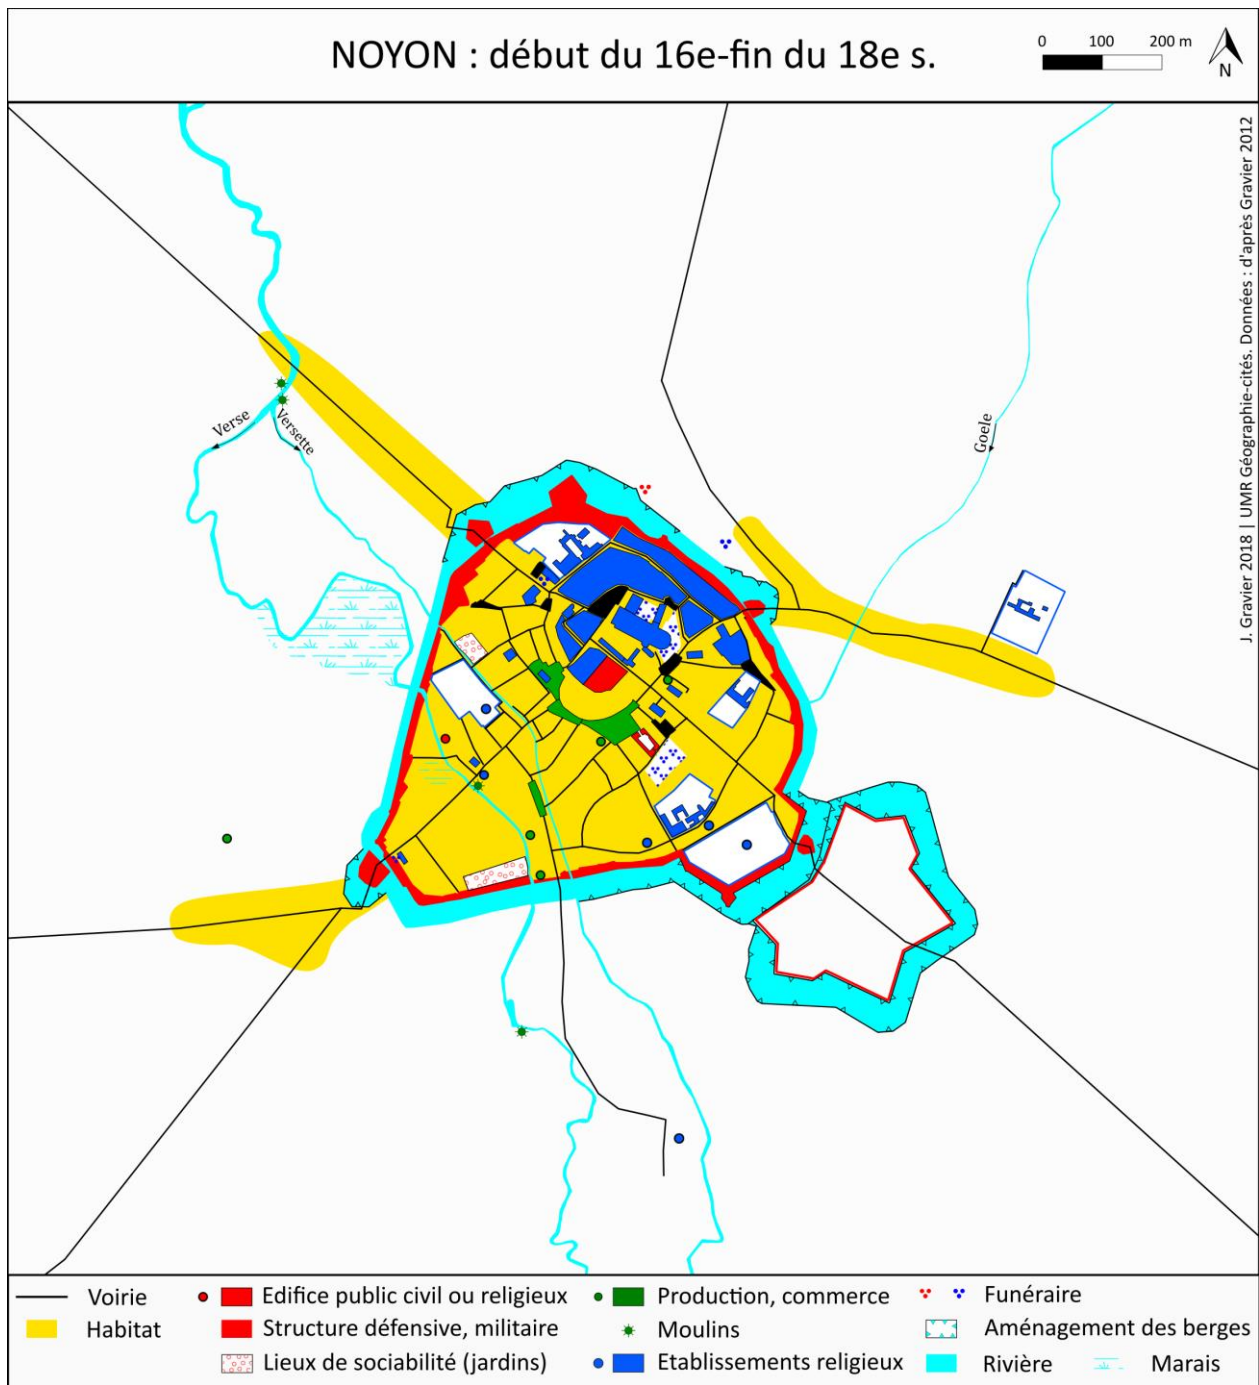 NOYON : début du 16e-fin du 18e s.
0 100 200 m
N
J. Gravier 2018 | UMR Géographie-cités. Données : d'après Gravier 2012
Verse
Versette
Goele
Voirie
Edifice public civil ou religieux
Production, commerce
Funéraire
Habitat
Structure défensive, militaire
Moulins
Aménagement des berges
Lieux de sociabilité (jardins)
Etablissements religieux
Rivière
Marais